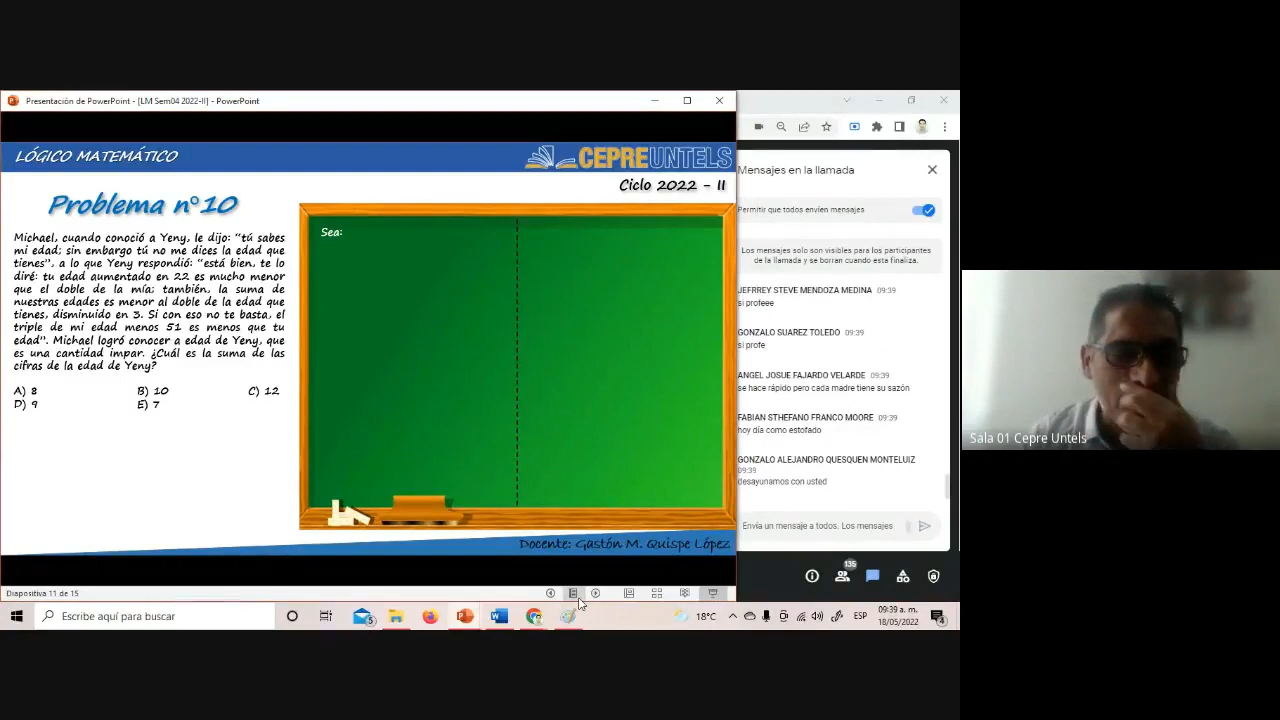 Presentación de PowerPoint - [LM Sem04 2022-II] - PowerPoint
LÓGICO MATEMÁTICO
CEPREUNTELS
Ciclo 2022 - II
Problema n°10
Michael, cuando conoció a Yeny, le dijo: “tú sabes
mi edad; sin embargo tú no me dices la edad que
tienes”, a lo que Yeny respondió: “está bien, te lo
diré: tu edad aumentado en 22 es mucho menor
que el doble de la mía; también, la suma de
nuestras edades es menor al doble de la edad que
tienes, disminuido en 3. Si con eso no te basta, el
triple de mi edad menos 51 es menos que tu
edad”. Michael logró conocer a edad de Yeny, que
es una cantidad impar. ¿Cuál es la suma de las
cifras de la edad de Yeny?
A) 8 B) 10 C) 12
D) 9 E) 7
Sea:
Docente: Gastón M. Quispe López
Diapositiva 11 de 15
Mensajes en la llamada
Permitir que todos envíen mensajes
Los mensajes solo son visibles para los participantes
de la llamada y se borran cuando esta finaliza.
JEFRREY STEVE MENDOZA MEDINA 09:39
si profeee
GONZALO SUAREZ TOLEDO 09:39
si profe
ANGEL JOSUE FAJARDO VELARDE 09:39
se hace rápido pero cada madre tiene su sazón
FABIAN STHEFANO FRANCO MOORE 09:39
hoy día como estofado
GONZALO ALEJANDRO QUESQUEN MONTELUIZ
09:39
desayunamos con usted
Envía un mensaje a todos. Los mensajes
135
Sala 01 Cepre Untels
Escribe aquí para buscar
5
18°C
ESP
09:39 a. m.
18/05/2022
4